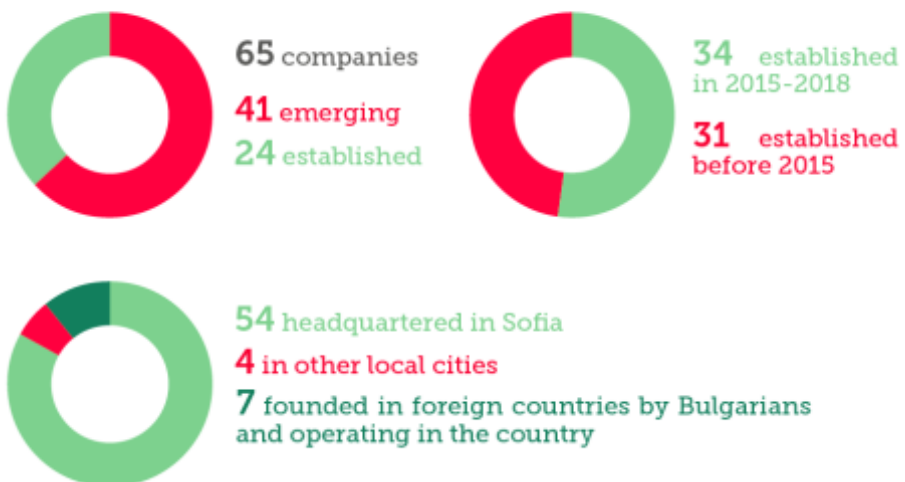 65 companies
41 emerging
24 established
34 established
in 2015-2018
31 established
before 2015
54 headquartered in Sofia
4 in other local cities
7 founded in foreign countries by Bulgarians
and operating in the country